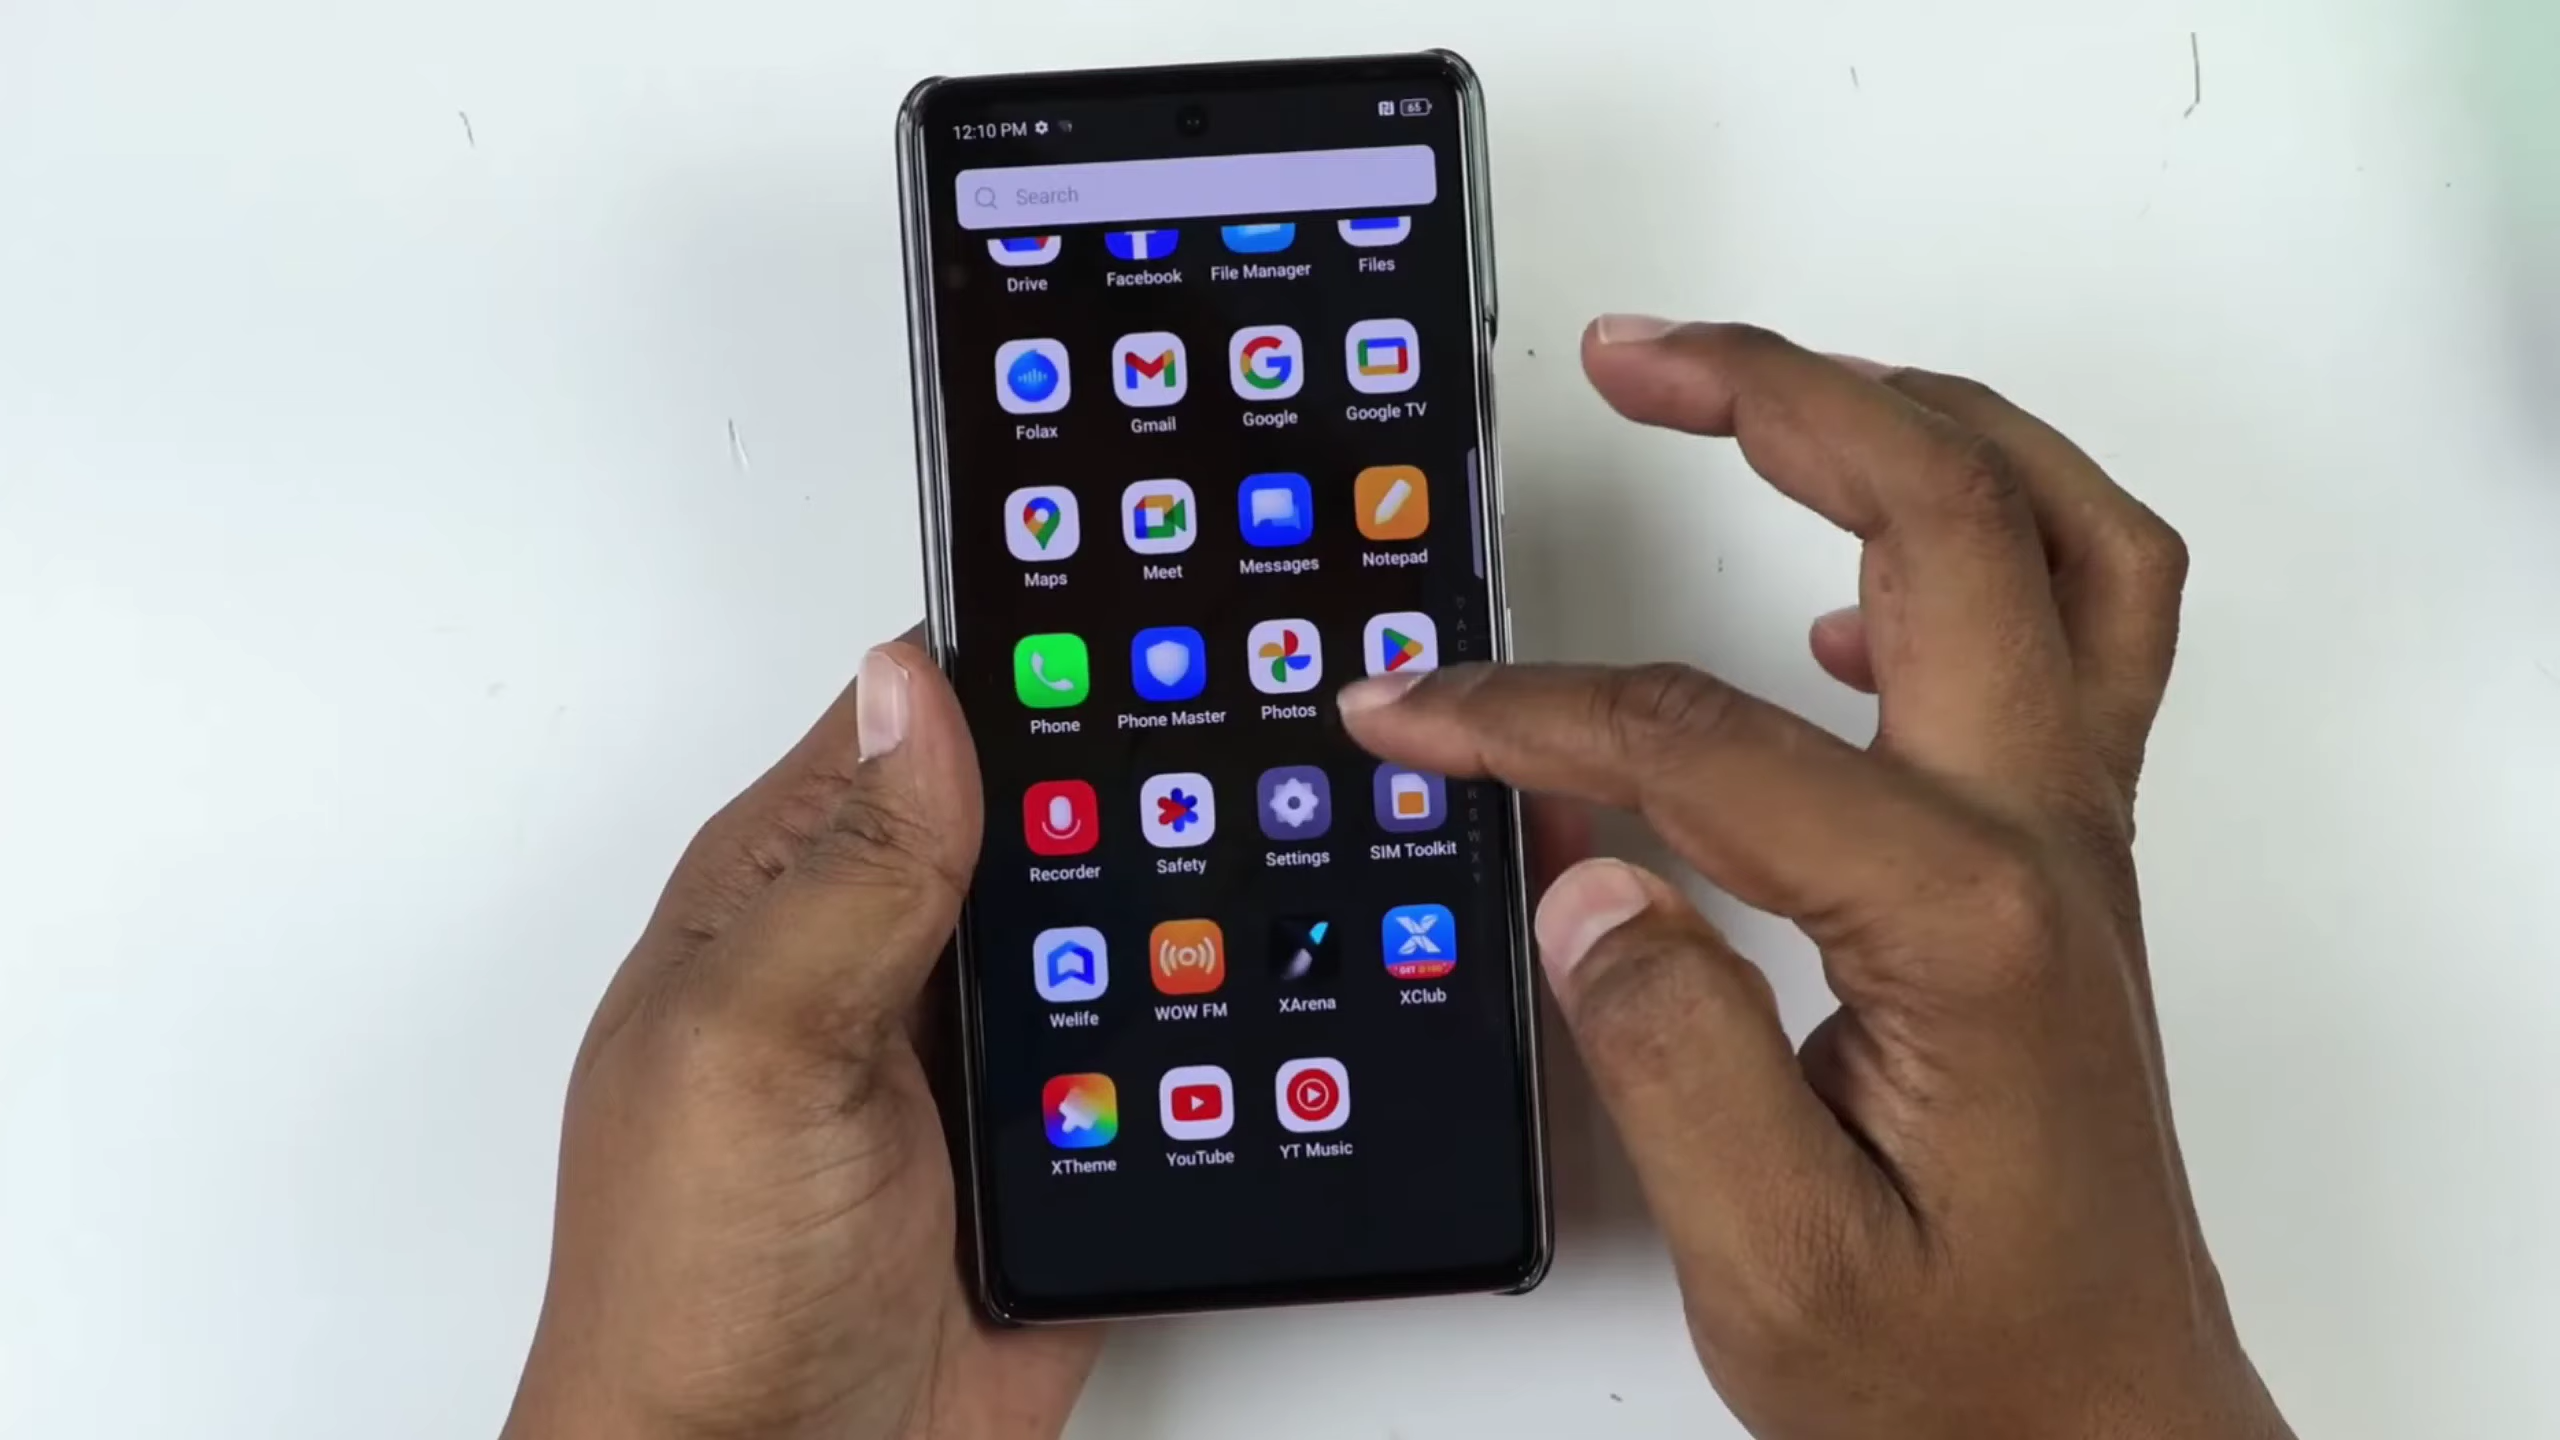 12:10 PM 65
Search
Drive Facebook File Manager Files
Folax Gmail Google Google TV
Maps Meet Messages Notepad
Phone Phone Master Photos
Recorder Safety Settings SIM Toolkit
Welife WOW FM XArena XClub
XTheme YouTube YT Music
A
C
R
S
W
X
Y